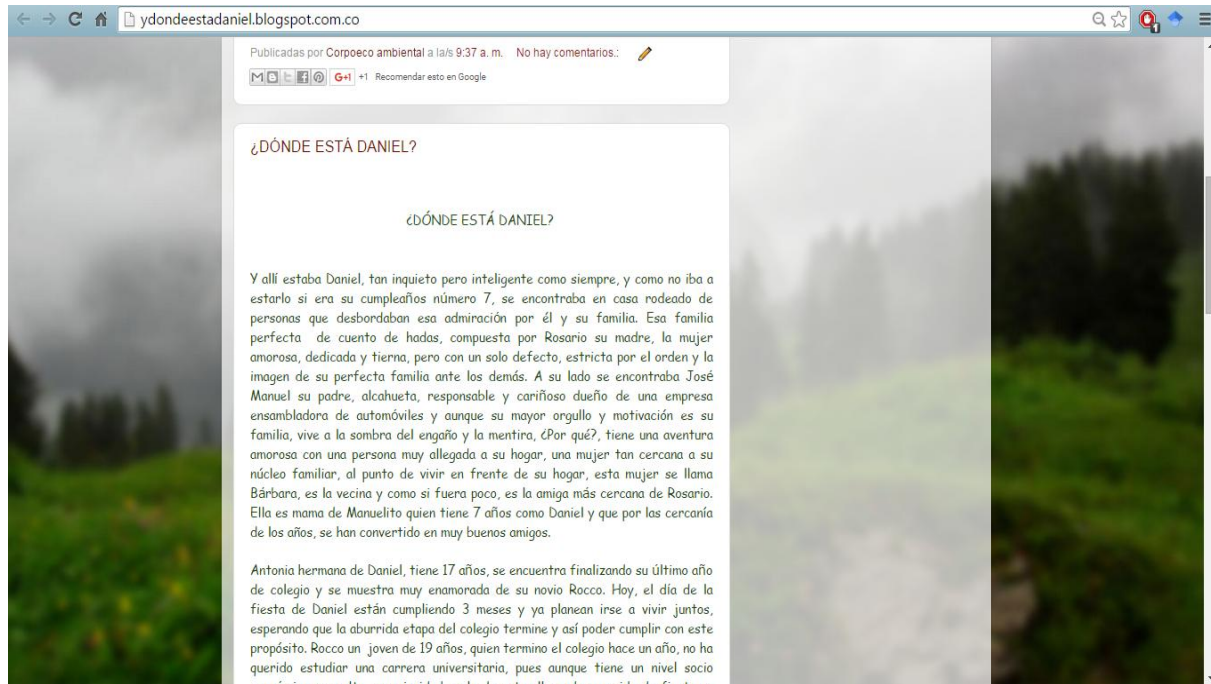 ydondeestadaniel.blogspot.com.co
Publicadas por Corpoeco ambiental a la/s 9:37 a. m. No hay comentarios.:
G+1 +1 Recomendar esto en Google
¿DÓNDE ESTÁ DANIEL?
¿DÓNDE ESTÁ DANIEL?
Y allí estaba Daniel, tan inquieto pero inteligente como siempre, y como no iba a
estarlo si era su cumpleaños número 7, se encontraba en casa rodeado de
personas que desbordaban esa admiración por él y su familia. Esa familia
perfecta de cuento de hadas, compuesta por Rosario su madre, la mujer
amorosa, dedicada y tierna, pero con un solo defecto, estricta por el orden y la
imagen de su perfecta familia ante los demás. A su lado se encontraba José
Manuel su padre, alcahueta, responsable y cariñoso dueño de una empresa
ensambladora de automóviles y aunque su mayor orgullo y motivación es su
familia, vive a la sombra del engaño y la mentira, ¿Por qué?, tiene una aventura
amorosa con una persona muy allegada a su hogar, una mujer tan cercana a su
núcleo familiar, al punto de vivir en frente de su hogar, esta mujer se llama
Bárbara, es la vecina y como si fuera poco, es la amiga más cercana de Rosario.
Ella es mama de Manuelito quien tiene 7 años como Daniel y que por las cercanía
de los años, se han convertido en muy buenos amigos.
Antonia hermana de Daniel, tiene 17 años, se encuentra finalizando su último año
de colegio y se muestra muy enamorada de su novio Rocco. Hoy, el día de la
fiesta de Daniel están cumpliendo 3 meses y ya planean irse a vivir juntos,
esperando que la aburrida etapa del colegio termine y así poder cumplir con este
propósito. Rocco un joven de 19 años, quien termino el colegio hace un año, no ha
querido estudiar una carrera universitaria, pues aunque tiene un nivel socio